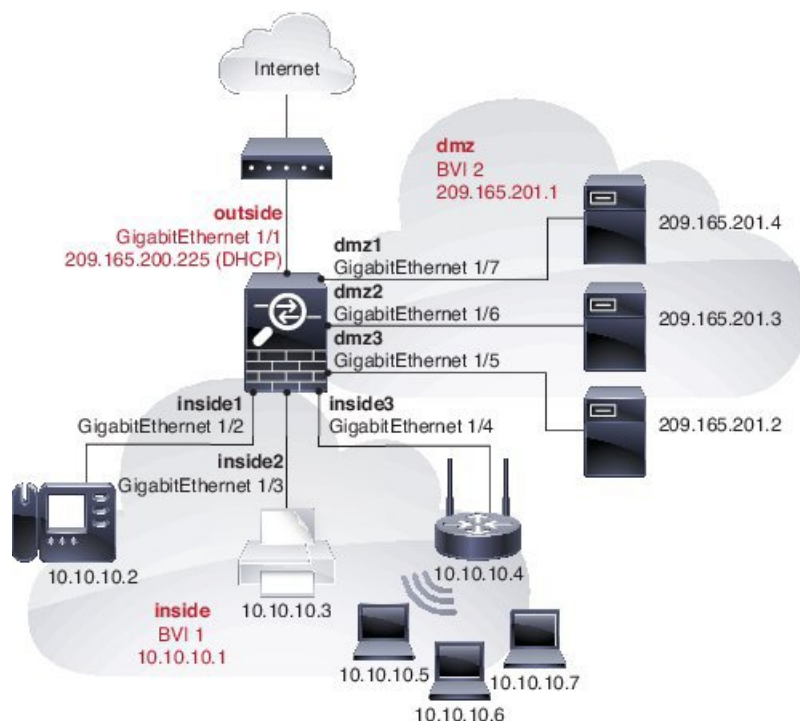 Internet
dmz
BVI 2
209.165.201.1
outside
GigabitEthernet 1/1
209.165.200.225 (DHCP)
dmz1
GigabitEthernet 1/7
209.165.201.4
dmz2
GigabitEthernet 1/6
209.165.201.3
dmz3
GigabitEthernet 1/5
209.165.201.2
inside1
GigabitEthernet 1/2
inside3
GigabitEthernet 1/4
inside2
GigabitEthernet 1/3
10.10.10.2
10.10.10.3
10.10.10.4
inside
BVI 1
10.10.10.1
10.10.10.5
10.10.10.6
10.10.10.7